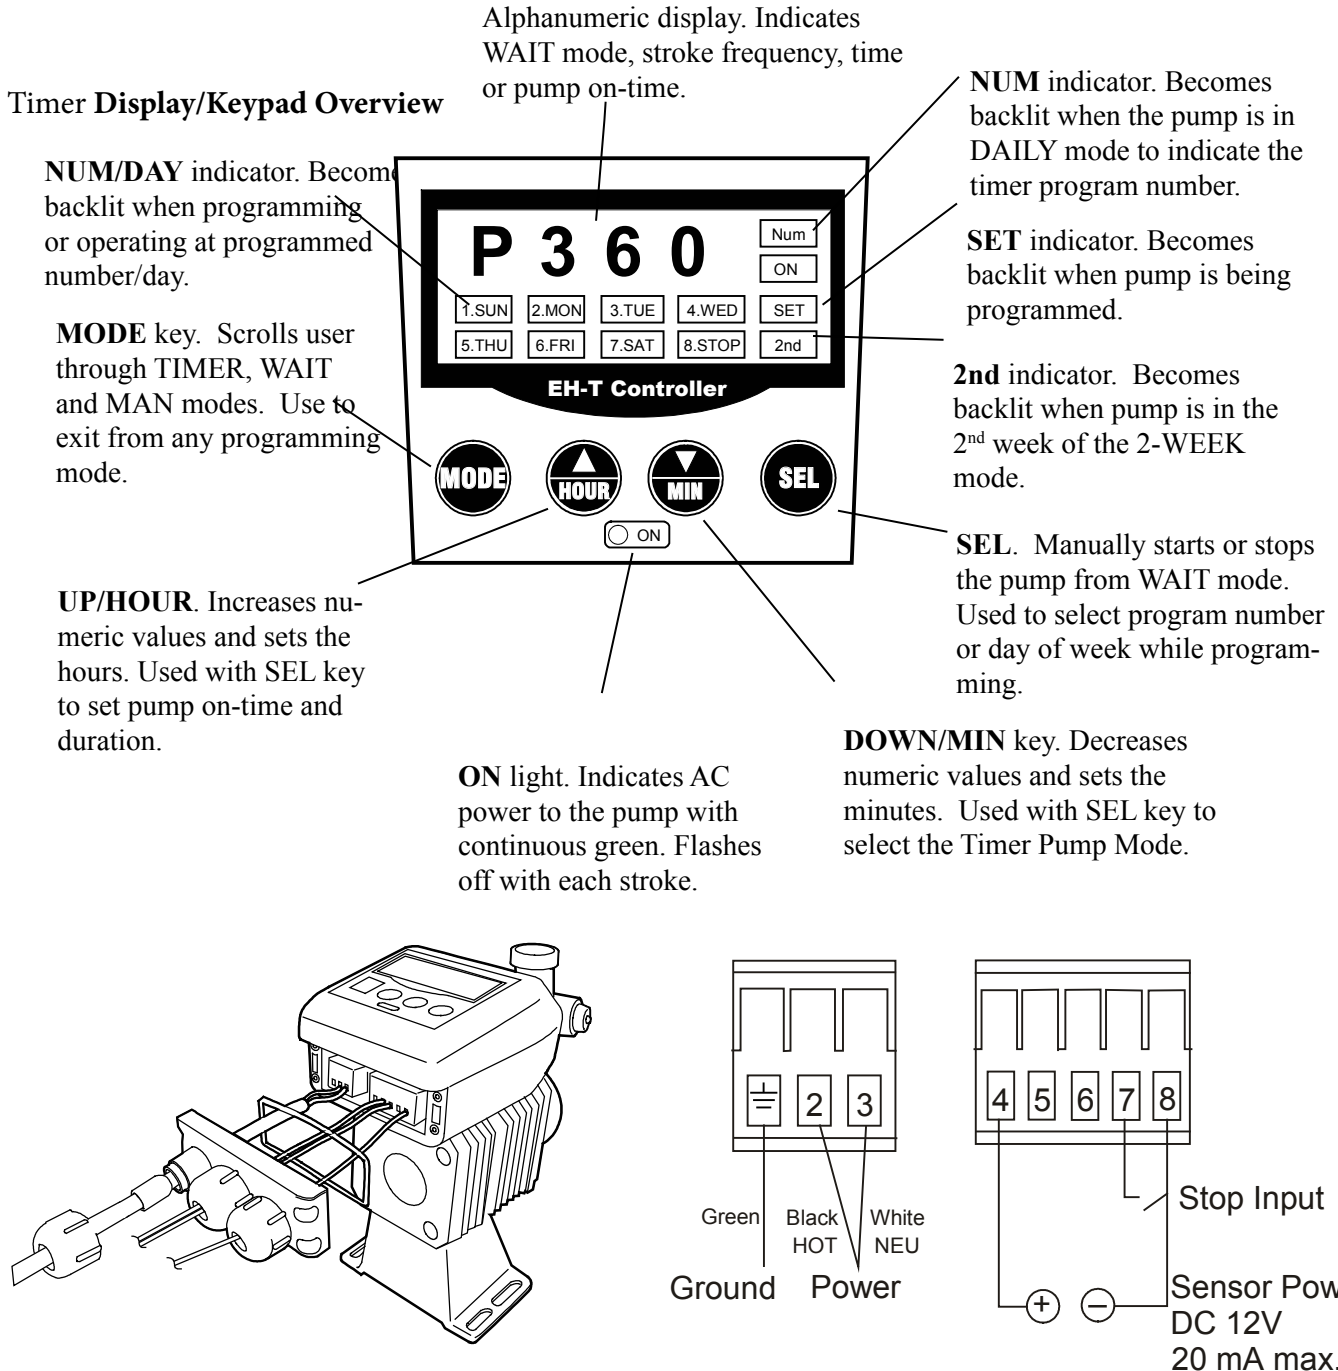 Alphanumeric display. Indicates
WAIT mode, stroke frequency, time
or pump on-time.
Timer Display/Keypad Overview
NUM indicator. Becomes
backlit when the pump is in
DAILY mode to indicate the
timer program number.
NUM/DAY indicator. Become
backlit when programming
or operating at programmed
number/day.
SET indicator. Becomes
backlit when pump is being
programmed.
MODE key. Scrolls user
through TIMER, WAIT
and MAN modes. Use to
exit from any programming
mode.
2nd indicator. Becomes
backlit when pump is in the
2nd week of the 2-WEEK
mode.
P 3 6 0
Num
ON
1.SUN 2.MON 3.TUE 4.WED SET
5.THU 6.FRI 7.SAT 8.STOP 2nd
EH-T Controller
MODE HOUR MIN SEL
ON
SEL. Manually starts or stops
the pump from WAIT mode.
Used to select program number
or day of week while program-
ming.
UP/HOUR. Increases nu-
meric values and sets the
hours. Used with SEL key
to set pump on-time and
duration.
DOWN/MIN key. Decreases
numeric values and sets the
minutes. Used with SEL key to
select the Timer Pump Mode.
ON light. Indicates AC
power to the pump with
continuous green. Flashes
off with each stroke.
2 3
Green Black White
HOT NEU
Ground Power
4 5 6 7 8
Stop Input
+ −
Sensor Pow
DC 12V
20 mA max.